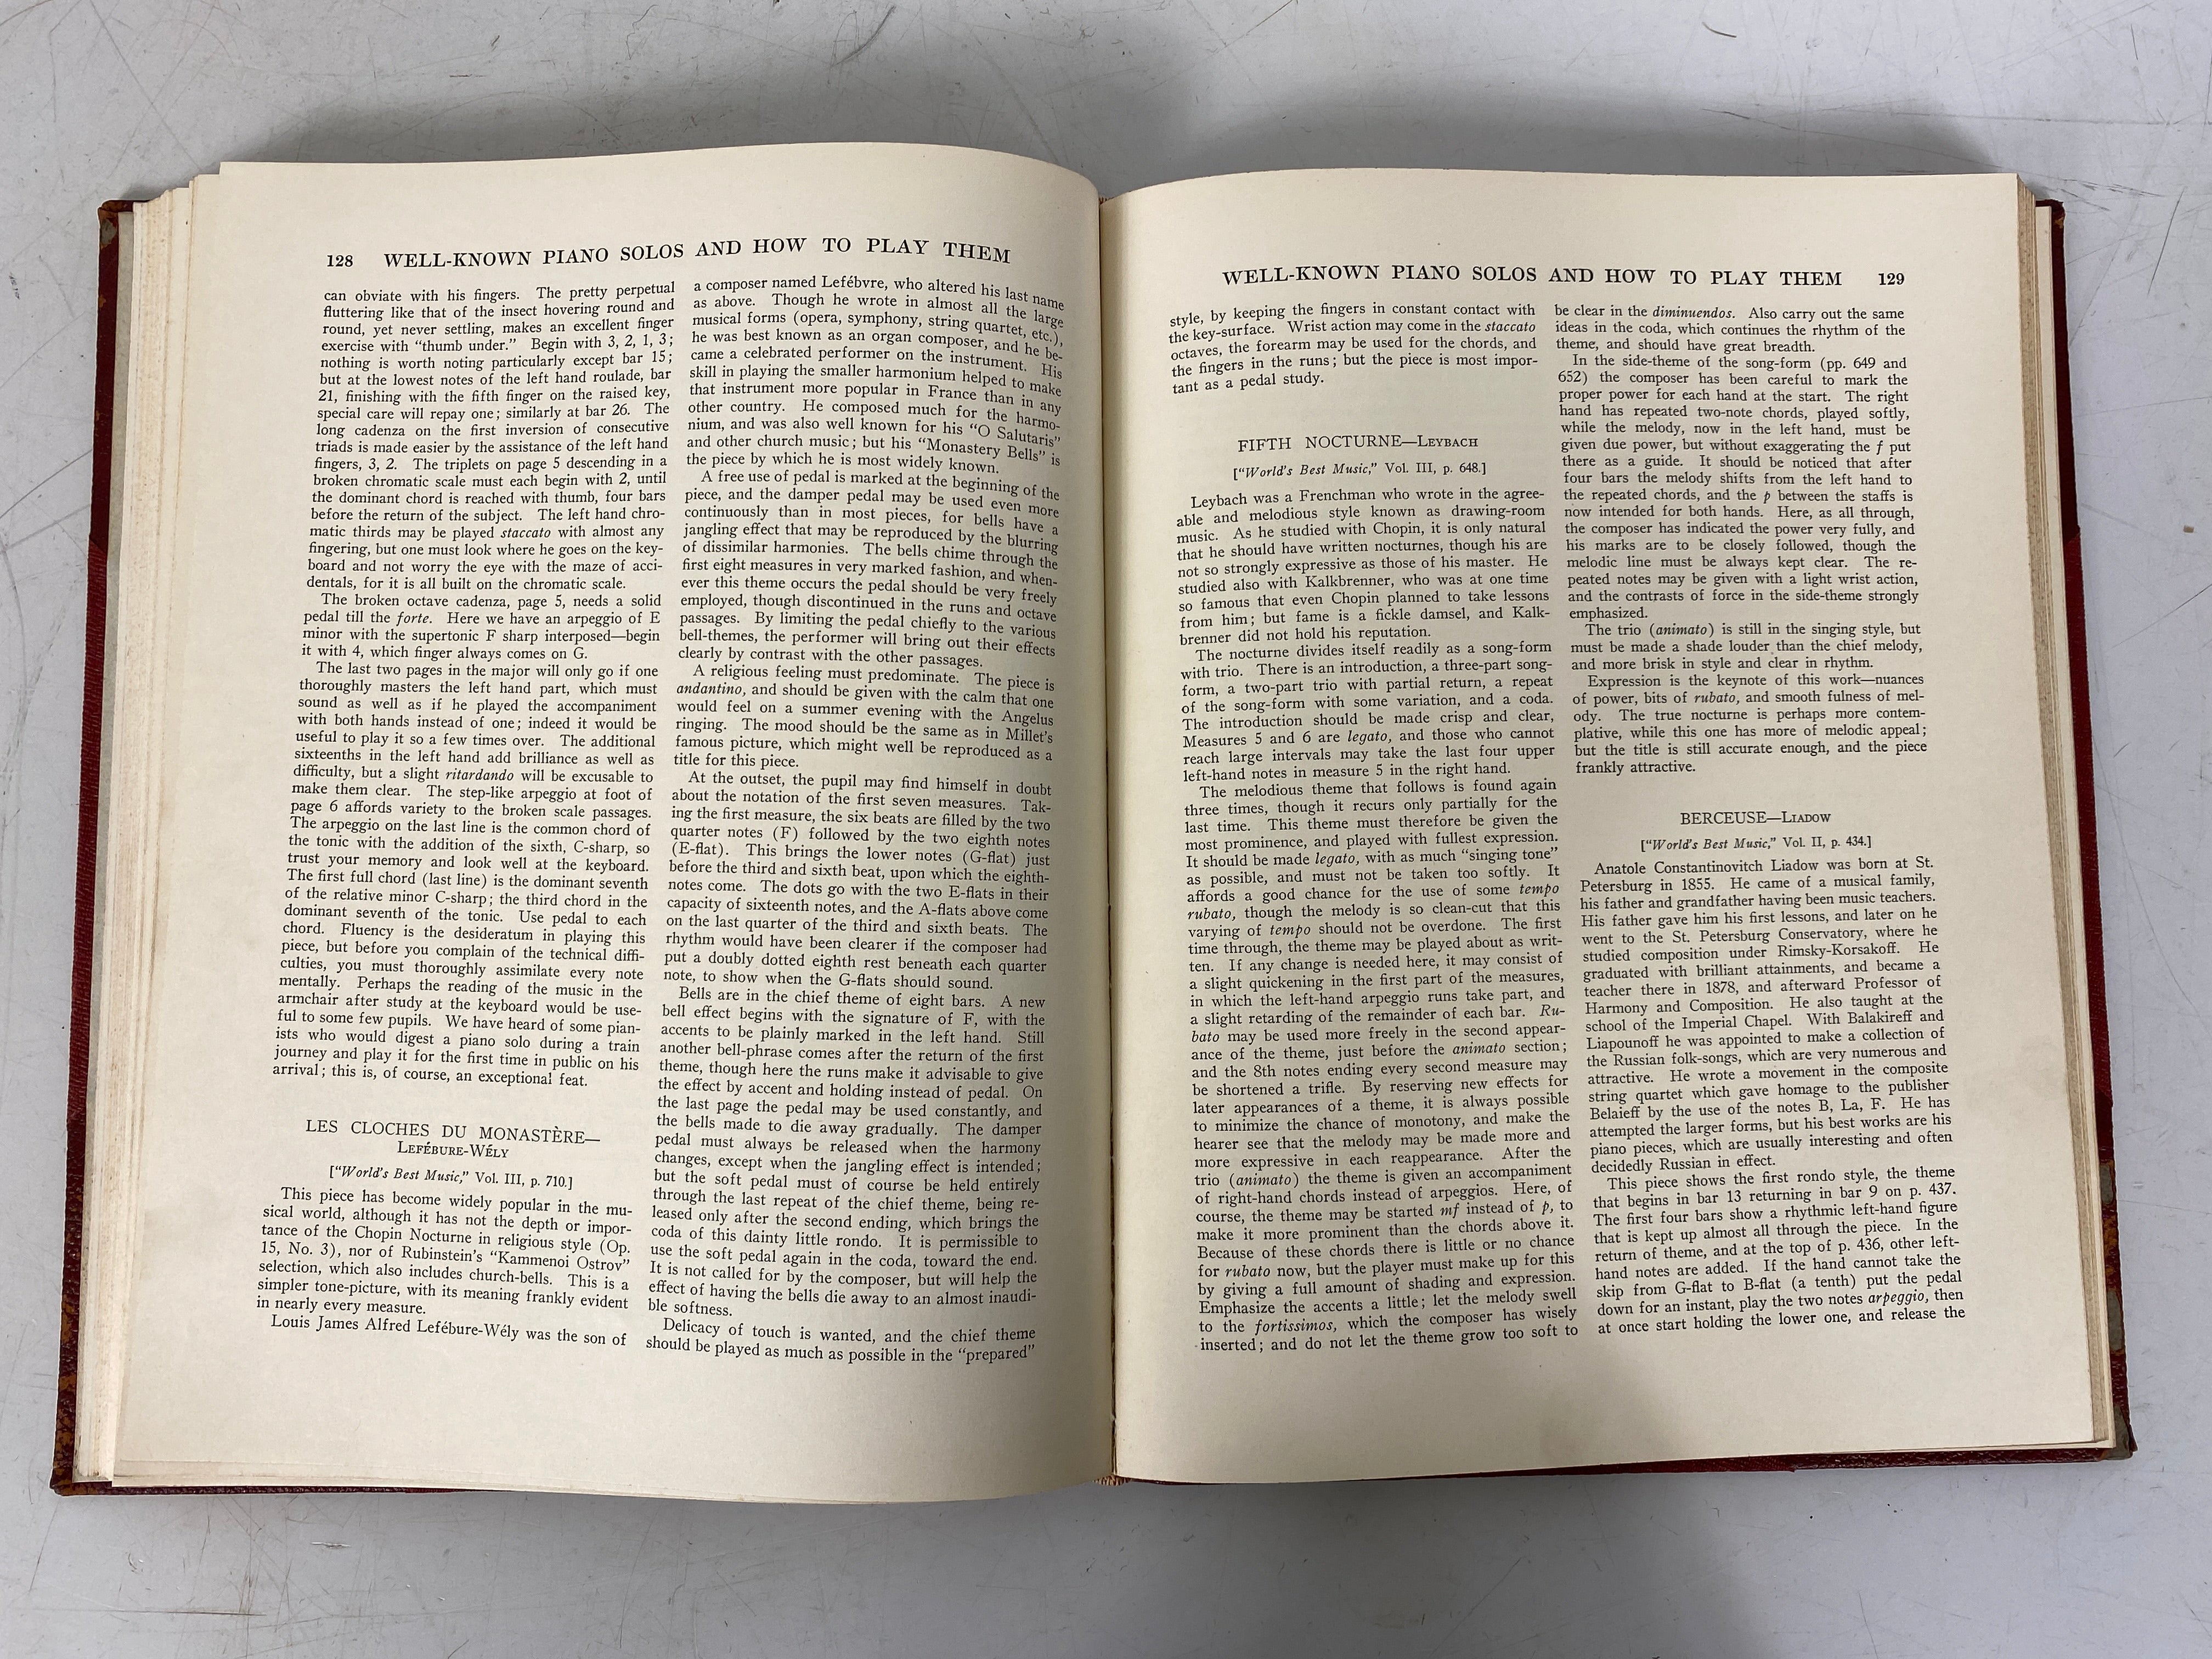 128 WELL-KNOWN PIANO SOLOS AND HOW TO PLAY THEM
can obviate with his fingers. The pretty perpetual
fluttering like that of the insect hovering round and
round, yet never settling, makes an excellent finger
exercise with “thumb under.” Begin with 3, 2, 1, 3;
nothing is worth noting particularly except bar 15;
but at the lowest notes of the left hand roulade, bar
21, finishing with the fifth finger on the raised key,
special care will repay one; similarly at bar 26. The
long cadenza on the first inversion of consecutive
triads is made easier by the assistance of the left hand
fingers, 3, 2. The triplets on page 5 descending in a
broken chromatic scale must each begin with 2, until
the dominant chord is reached with thumb, four bars
before the return of the subject. The left hand chro-
matic thirds may be played staccato with almost any
fingering, but one must look where he goes on the key-
board and not worry the eye with the maze of acci-
dentals, for it is all built on the chromatic scale.
The broken octave cadenza, page 5, needs a solid
pedal till the forte. Here we have an arpeggio of E
minor with the supertonic F sharp interposed—begin
it with 4, which finger always comes on G.
The last two pages in the major will only go if one
thoroughly masters the left hand part, which must
sound as well as if he played the accompaniment
with both hands instead of one; indeed it would be
useful to play it so a few times over. The additional
sixteenths in the left hand add brilliance as well as
difficulty, but a slight ritardando will be excusable to
make them clear. The step-like arpeggio at foot of
page 6 affords variety to the broken scale passages.
The arpeggio on the last line is the common chord of
the tonic with the addition of the sixth, C-sharp, so
trust your memory and look well at the keyboard.
The first full chord (last line) is the dominant seventh
of the relative minor C-sharp; the third chord in the
dominant seventh of the tonic. Use pedal to each
chord. Fluency is the desideratum in playing this
piece, but before you complain of the technical diffi-
culties, you must thoroughly assimilate every note
mentally. Perhaps the reading of the music in the
armchair after study at the keyboard would be use-
ful to some few pupils. We have heard of some pian-
ists who would digest a piano solo during a train
journey and play it for the first time in public on his
arrival; this is, of course, an exceptional feat.
LES CLOCHES DU MONASTÈRE—
LEFÉBURE-WÉLY
[“World’s Best Music,” Vol. III, p. 710.]
This piece has become widely popular in the mu-
sical world, although it has not the depth or impor-
tance of the Chopin Nocturne in religious style (Op.
15, No. 3), nor of Rubinstein’s “Kammenoi Ostrov”
selection, which also includes church-bells. This is a
simpler tone-picture, with its meaning frankly evident
in nearly every measure.
Louis James Alfred Lefébure-Wély was the son of
a composer named Lefébvre, who altered his last name
as above. Though he wrote in almost all the large
musical forms (opera, symphony, string quartet, etc.),
he was best known as an organ composer, and he be-
came a celebrated performer on the instrument. His
skill in playing the smaller harmonium helped to make
that instrument more popular in France than in any
other country. He composed much for the harmo-
nium, and was also well known for his “O Salutaris”
and other church music; but his “Monastery Bells” is
the piece by which he is most widely known.
A free use of pedal is marked at the beginning of the
piece, and the damper pedal may be used even more
continuously than in most pieces, for bells have a
jangling effect that may be reproduced by the blurring
of dissimilar harmonies. The bells chime through the
first eight measures in very marked fashion, and when-
ever this theme occurs the pedal should be very freely
employed, though discontinued in the runs and octave
passages. By limiting the pedal chiefly to the various
bell-themes, the performer will bring out their effects
clearly by contrast with the other passages.
A religious feeling must predominate. The piece is
andantino, and should be given with the calm that one
would feel on a summer evening with the Angelus
ringing. The mood should be the same as in Millet’s
famous picture, which might well be reproduced as a
title for this piece.
At the outset, the pupil may find himself in doubt
about the notation of the first seven measures. Tak-
ing the first measure, the six beats are filled by the two
quarter notes (F) followed by the two eighth notes
(E-flat). This brings the lower notes (G-flat) just
before the third and sixth beat, upon which the eighth-
notes come. The dots go with the two E-flats in their
capacity of sixteenth notes, and the A-flats above come
on the last quarter of the third and sixth beats. The
rhythm would have been clearer if the composer had
put a doubly dotted eighth rest beneath each quarter
note, to show when the G-flats should sound.
Bells are in the chief theme of eight bars. A new
bell effect begins with the signature of F, with the
accents to be plainly marked in the left hand. Still
another bell-phrase comes after the return of the first
theme, though here the runs make it advisable to give
the effect by accent and holding instead of pedal. On
the last page the pedal may be used constantly, and
the bells made to die away gradually. The damper
pedal must always be released when the harmony
changes, except when the jangling effect is intended;
but the soft pedal must of course be held entirely
through the last repeat of the chief theme, being re-
leased only after the second ending, which brings the
coda of this dainty little rondo. It is permissible to
use the soft pedal again in the coda, toward the end.
It is not called for by the composer, but will help the
effect of having the bells die away to an almost inaudi-
ble softness.
Delicacy of touch is wanted, and the chief theme
should be played as much as possible in the “prepared”
WELL-KNOWN PIANO SOLOS AND HOW TO PLAY THEM 129
style, by keeping the fingers in constant contact with
the key-surface. Wrist action may come in the staccato
octaves, the forearm may be used for the chords, and
the fingers in the runs; but the piece is most impor-
tant as a pedal study.
FIFTH NOCTURNE—LEYBACH
[“World’s Best Music,” Vol. III, p. 648.]
Leybach was a Frenchman who wrote in the agree-
able and melodious style known as drawing-room
music. As he studied with Chopin, it is only natural
that he should have written nocturnes, though his are
not so strongly expressive as those of his master. He
studied also with Kalkbrenner, who was at one time
so famous that even Chopin planned to take lessons
from him; but fame is a fickle damsel, and Kalk-
brenner did not hold his reputation.
The nocturne divides itself readily as a song-form
with trio. There is an introduction, a three-part song-
form, a two-part trio with partial return, a repeat
of the song-form with some variation, and a coda.
The introduction should be made crisp and clear,
Measures 5 and 6 are legato, and those who cannot
reach large intervals may take the last four upper
left-hand notes in measure 5 in the right hand.
The melodious theme that follows is found again
three times, though it recurs only partially for the
last time. This theme must therefore be given the
most prominence, and played with fullest expression.
It should be made legato, with as much “singing tone”
as possible, and must not be taken too softly. It
affords a good chance for the use of some tempo
rubato, though the melody is so clean-cut that this
varying of tempo should not be overdone. The first
time through, the theme may be played about as writ-
ten. If any change is needed here, it may consist of
a slight quickening in the first part of the measures,
in which the left-hand arpeggio runs take part, and
a slight retarding of the remainder of each bar. Ru-
bato may be used more freely in the second appear-
ance of the theme, just before the animato section;
and the 8th notes ending every second measure may
be shortened a trifle. By reserving new effects for
later appearances of a theme, it is always possible
to minimize the chance of monotony, and make the
hearer see that the melody may be made more and
more expressive in each reappearance. After the
trio (animato) the theme is given an accompaniment
of right-hand chords instead of arpeggios. Here, of
course, the theme may be started mf instead of p, to
make it more prominent than the chords above it.
Because of these chords there is little or no chance
for rubato now, but the player must make up for this
by giving a full amount of shading and expression.
Emphasize the accents a little; let the melody swell
to the fortissimos, which the composer has wisely
inserted; and do not let the theme grow too soft to
be clear in the diminuendos. Also carry out the same
ideas in the coda, which continues the rhythm of the
theme, and should have great breadth.
In the side-theme of the song-form (pp. 649 and
652) the composer has been careful to mark the
proper power for each hand at the start. The right
hand has repeated two-note chords, played softly,
while the melody, now in the left hand, must be
given due power, but without exaggerating the f put
there as a guide. It should be noticed that after
four bars the melody shifts from the left hand to
the repeated chords, and the p between the staffs is
now intended for both hands. Here, as all through,
the composer has indicated the power very fully, and
his marks are to be closely followed, though the
melodic line must be always kept clear. The re-
peated notes may be given with a light wrist action,
and the contrasts of force in the side-theme strongly
emphasized.
The trio (animato) is still in the singing style, but
must be made a shade louder than the chief melody,
and more brisk in style and clear in rhythm.
Expression is the keynote of this work—nuances
of power, bits of rubato, and smooth fulness of mel-
ody. The true nocturne is perhaps more contem-
plative, while this one has more of melodic appeal;
but the title is still accurate enough, and the piece
frankly attractive.
BERCEUSE—LIADOW
[“World’s Best Music,” Vol. II, p. 434.]
Anatole Constantinovitch Liadow was born at St.
Petersburg in 1855. He came of a musical family,
his father and grandfather having been music teachers.
His father gave him his first lessons, and later on he
went to the St. Petersburg Conservatory, where he
studied composition under Rimsky-Korsakoff. He
graduated with brilliant attainments, and became a
teacher there in 1878, and afterward Professor of
Harmony and Composition. He also taught at the
school of the Imperial Chapel. With Balakireff and
Liapounoff he was appointed to make a collection of
the Russian folk-songs, which are very numerous and
attractive. He wrote a movement in the composite
string quartet which gave homage to the publisher
Belaieff by the use of the notes B, La, F. He has
attempted the larger forms, but his best works are his
piano pieces, which are usually interesting and often
decidedly Russian in effect.
This piece shows the first rondo style, the theme
that begins in bar 13 returning in bar 9 on p. 437.
The first four bars show a rhythmic left-hand figure
that is kept up almost all through the piece. In the
return of theme, and at the top of p. 436, other left-
hand notes are added. If the hand cannot take the
skip from G-flat to B-flat (a tenth) put the pedal
down for an instant, play the two notes arpeggio, then
at once start holding the lower one, and release the